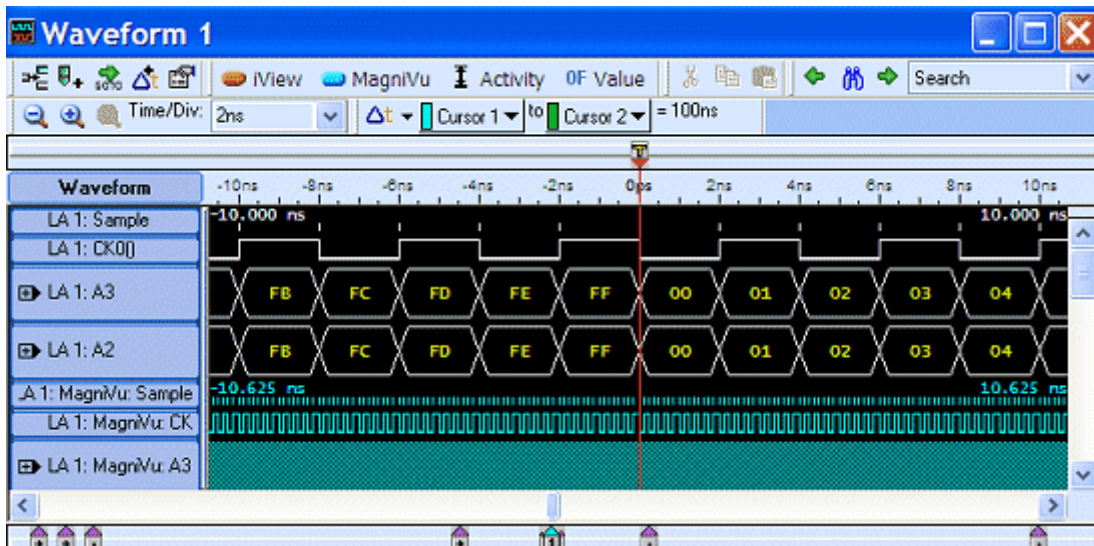 Waveform 1
iView MagniVu Activity 0F Value Search
Time/Div: 2ns Δt Cursor 1 to Cursor 2 = 100ns
T
Waveform -10ns -8ns -6ns -4ns -2ns 0ps 2ns 4ns 6ns 8ns 10ns
LA 1: Sample -10.000 ns 10.000 ns
LA 1: CK0()
LA 1: A3 FB FC FD FE FF 00 01 02 03 04
LA 1: A2 FB FC FD FE FF 00 01 02 03 04
LA 1: MagniVu: Sample -10.625 ns 10.625 ns
LA 1: MagniVu: CK
LA 1: MagniVu: A3
1